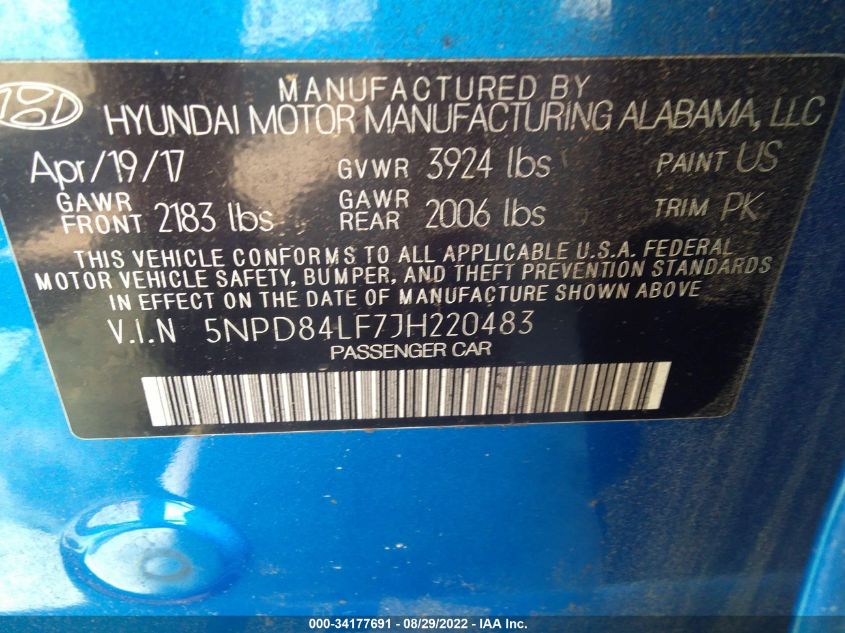 MANUFACTURED BY
HYUNDAI MOTOR MANUFACTURING ALABAMA, LLC
Apr/19/17 GVWR 3924 lbs PAINT US
GAWR FRONT 2183 lbs GAWR REAR 2006 lbs TRIM PK
THIS VEHICLE CONFORMS TO ALL APPLICABLE U.S.A. FEDERAL
MOTOR VEHICLE SAFETY, BUMPER, AND THEFT PREVENTION STANDARDS
IN EFFECT ON THE DATE OF MANUFACTURE SHOWN ABOVE
V.I.N 5NPD84LF7JH220483
PASSENGER CAR
000-34177691 - 08/29/2022 - IAA Inc.